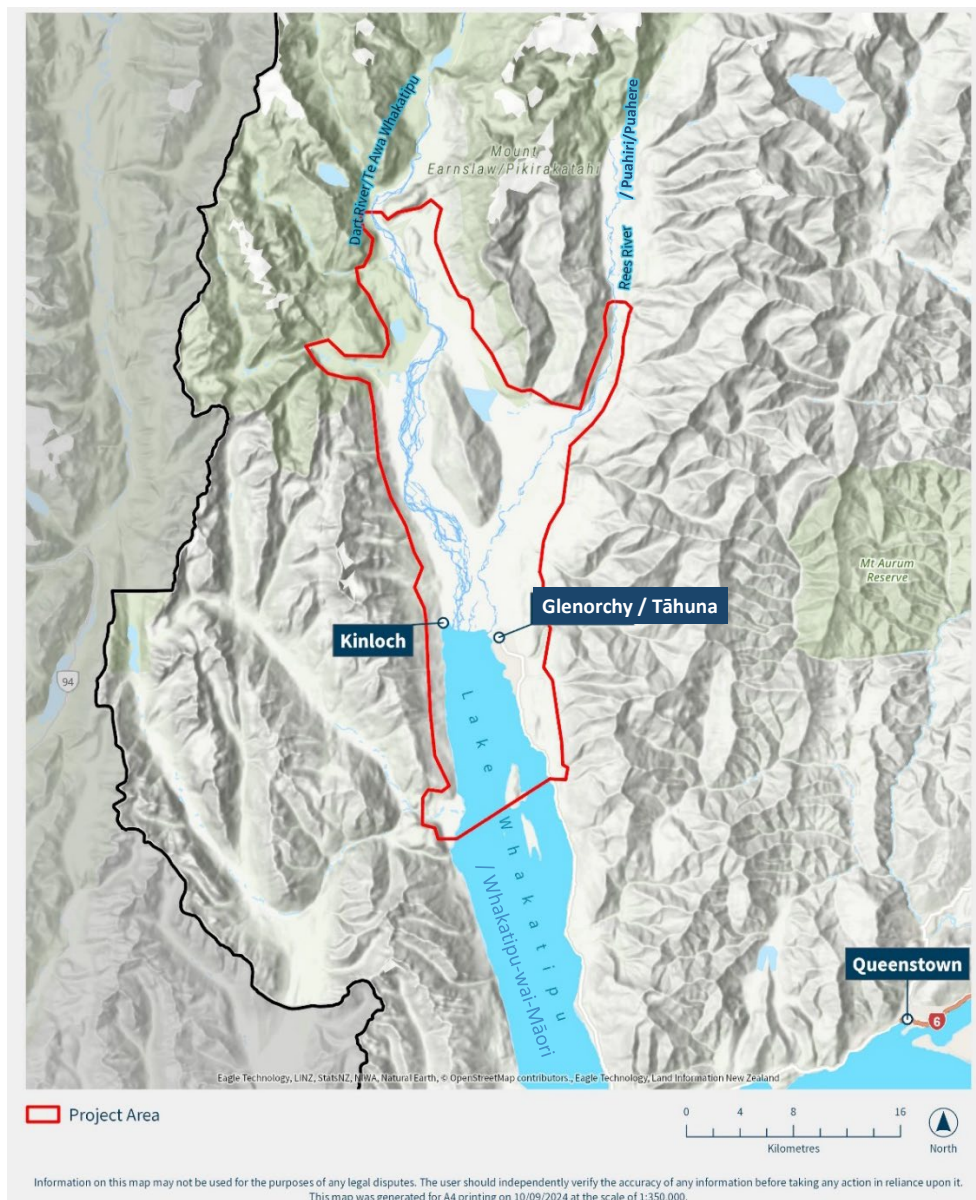 Dart River/Te Awa Whakatipu
Mount
Earnslaw/Pikirakatahi
Rees River / Puahiri/Puahere
Mt Aurum
Reserve
Glenorchy / Tāhuna
Kinloch
94
Lake Whakatipu
/ Whakatipu-wai-Māori
Queenstown
6
Eagle Technology, LINZ, StatsNZ, NIWA, Natural Earth, © OpenStreetMap contributors., Eagle Technology, Land Information New Zealand
Project Area
0 4 8 16
Kilometres
North
Information on this map may not be used for the purposes of any legal disputes. The user should independently verify the accuracy of any information before taking any action in reliance upon it.
This map was generated for A4 printing on 10/09/2024 at the scale of 1:350,000.